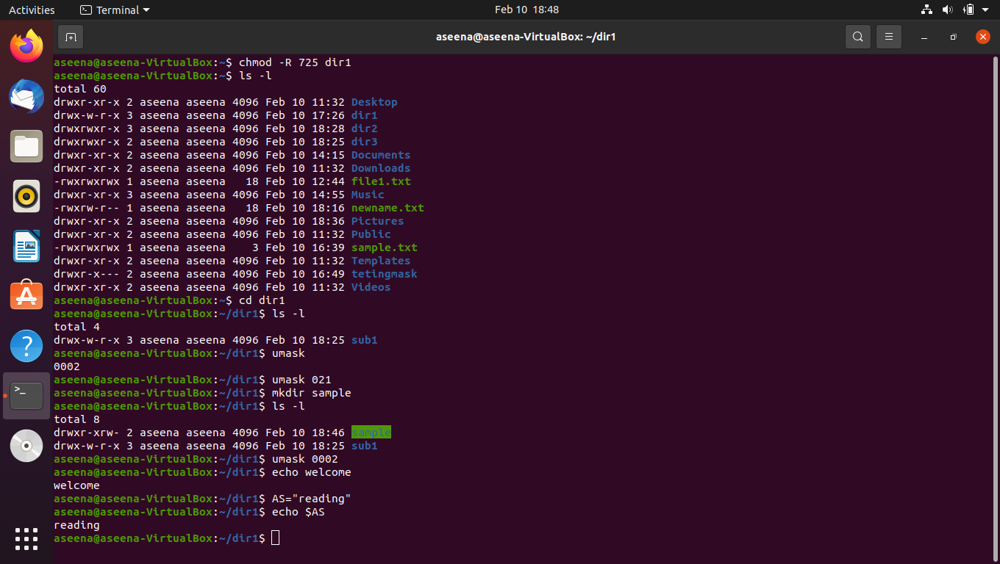 Activities Terminal Feb 10 18:48
aseena@aseena-VirtualBox: ~/dir1
aseena@aseena-VirtualBox:~$ chmod -R 725 dir1
aseena@aseena-VirtualBox:~$ ls -l
total 60
drwxr-xr-x 2 aseena aseena 4096 Feb 10 11:32 Desktop
drwx-w-r-x 3 aseena aseena 4096 Feb 10 17:26 dir1
drwxrwxr-x 3 aseena aseena 4096 Feb 10 18:28 dir2
drwxrwxr-x 2 aseena aseena 4096 Feb 10 18:25 dir3
drwxr-xr-x 2 aseena aseena 4096 Feb 10 14:15 Documents
drwxr-xr-x 2 aseena aseena 4096 Feb 10 11:32 Downloads
-rwxrwxrwx 1 aseena aseena   18 Feb 10 12:44 file1.txt
drwxr-xr-x 3 aseena aseena 4096 Feb 10 14:55 Music
-rwxrw-r-- 1 aseena aseena   18 Feb 10 18:16 newname.txt
drwxr-xr-x 2 aseena aseena 4096 Feb 10 18:36 Pictures
drwxr-xr-x 2 aseena aseena 4096 Feb 10 11:32 Public
-rwxrwxrwx 1 aseena aseena    3 Feb 10 16:39 sample.txt
drwxr-xr-x 2 aseena aseena 4096 Feb 10 11:32 Templates
drwxr-x--- 2 aseena aseena 4096 Feb 10 16:49 tetingmask
drwxr-xr-x 2 aseena aseena 4096 Feb 10 11:32 Videos
aseena@aseena-VirtualBox:~$ cd dir1
aseena@aseena-VirtualBox:~/dir1$ ls -l
total 4
drwx-w-r-x 3 aseena aseena 4096 Feb 10 18:25 sub1
aseena@aseena-VirtualBox:~/dir1$ umask
0002
aseena@aseena-VirtualBox:~/dir1$ umask 021
aseena@aseena-VirtualBox:~/dir1$ mkdir sample
aseena@aseena-VirtualBox:~/dir1$ ls -l
total 8
drwxr-xrw- 2 aseena aseena 4096 Feb 10 18:46 sample
drwx-w-r-x 3 aseena aseena 4096 Feb 10 18:25 sub1
aseena@aseena-VirtualBox:~/dir1$ umask 0002
aseena@aseena-VirtualBox:~/dir1$ echo welcome
welcome
aseena@aseena-VirtualBox:~/dir1$ AS="reading"
aseena@aseena-VirtualBox:~/dir1$ echo $AS
reading
aseena@aseena-VirtualBox:~/dir1$